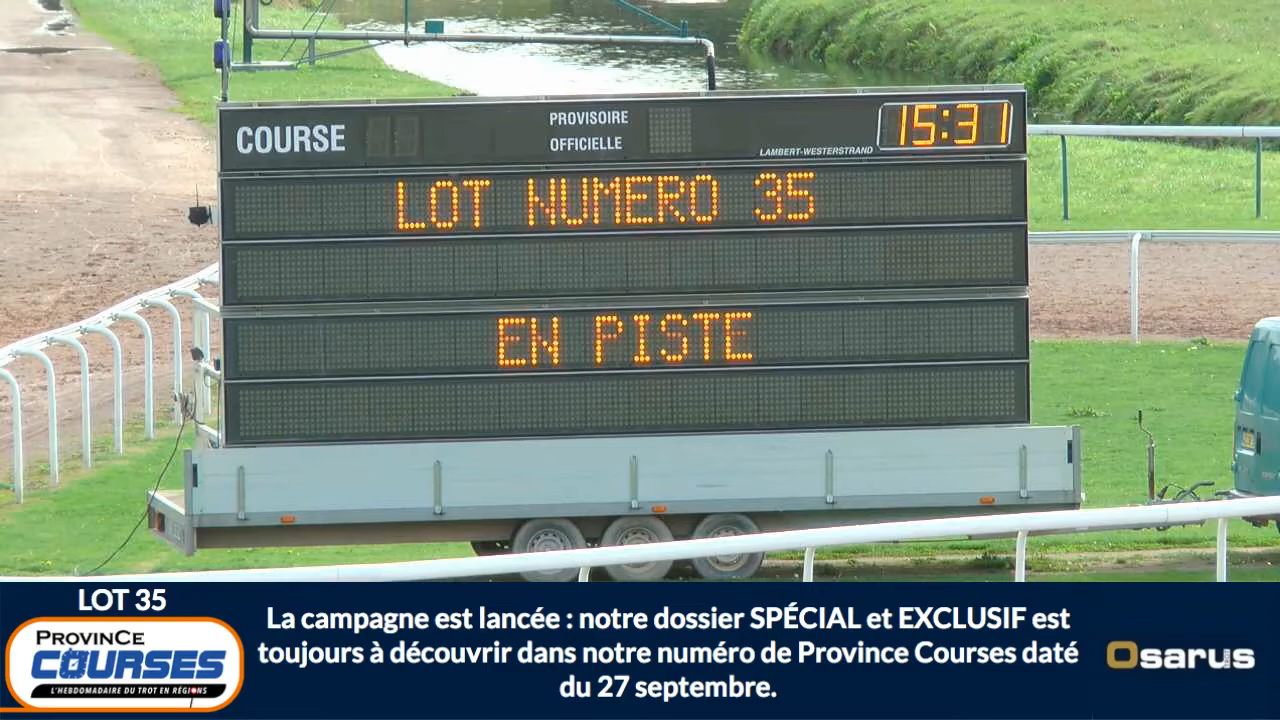 COURSE
PROVISOIRE
OFFICIELLE
LAMBERT-WESTERSTRAND
15:31
LOT NUMERO 35
EN PISTE
LOT 35
PROVINCE
COURSES
L'HEBDOMADAIRE DU TROT EN RÉGIONS
La campagne est lancée : notre dossier SPÉCIAL et EXCLUSIF est
toujours à découvrir dans notre numéro de Province Courses daté
du 27 septembre.
Osarus